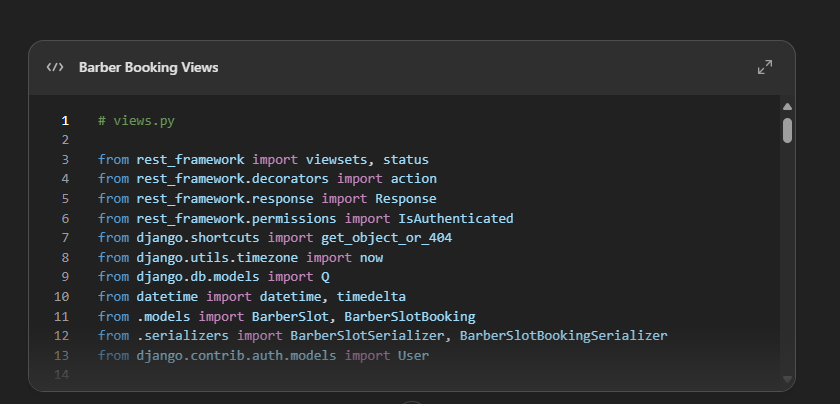 </> Barber Booking Views
1 # views.py
2
3 from rest_framework import viewsets, status
4 from rest_framework.decorators import action
5 from rest_framework.response import Response
6 from rest_framework.permissions import IsAuthenticated
7 from django.shortcuts import get_object_or_404
8 from django.utils.timezone import now
9 from django.db.models import Q
10 from datetime import datetime, timedelta
11 from .models import BarberSlot, BarberSlotBooking
12 from .serializers import BarberSlotSerializer, BarberSlotBookingSerializer
13 from django.contrib.auth.models import User
14